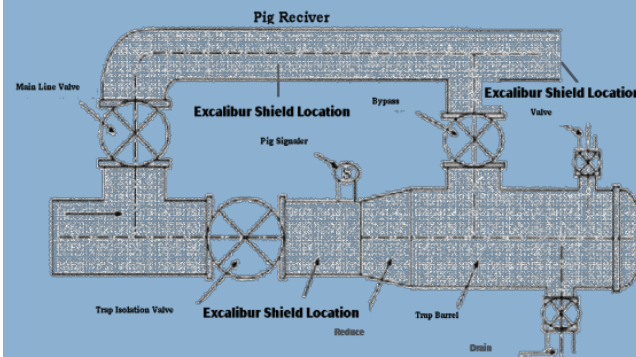 Pig Reciver
Main Line Valve
Excalibur Shield Location
Bypass
Excalibur Shield Location
Valve
Pig Signaler
S
Trap Isolation Valve
Excalibur Shield Location
Reduce
Trap Barrel
Drain